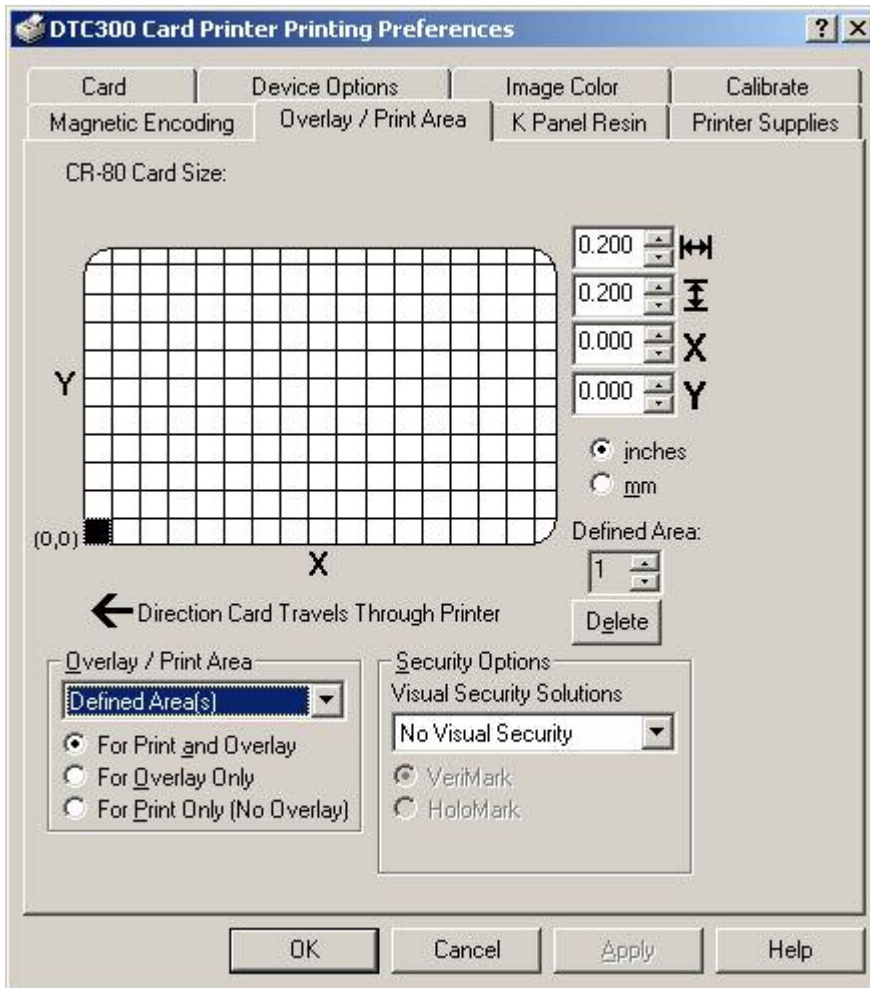 DTC300 Card Printer Printing Preferences
Card Device Options Image Color Calibrate
Magnetic Encoding Overlay / Print Area K Panel Resin Printer Supplies
CR-80 Card Size:
0.200
0.200
0.000 X
0.000 Y
Y
inches
mm
(0,0)
X
Defined Area:
1
Direction Card Travels Through Printer
Delete
Overlay / Print Area
Defined Area(s)
For Print and Overlay
For Overlay Only
For Print Only (No Overlay)
Security Options
Visual Security Solutions
No Visual Security
VeriMark
HoloMark
OK Cancel Apply Help